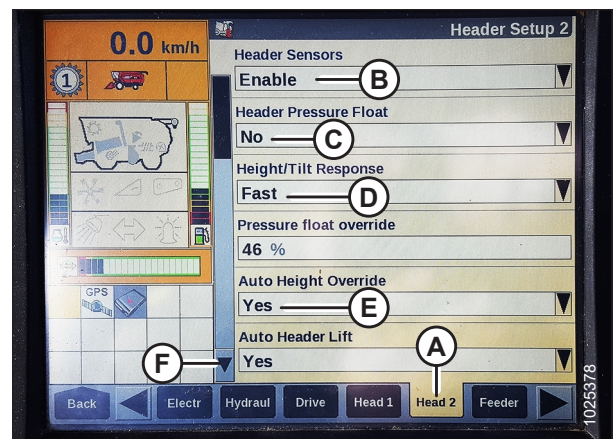 0.0 km/h
Header Setup 2
1
Header Sensors
Enable
B
Header Pressure Float
No
C
Height/Tilt Response
Fast
D
Pressure float override
46 %
Auto Height Override
Yes
E
GPS
Auto Header Lift
Yes
F
A
Back
Electr
Hydraul
Drive
Head 1
Head 2
Feeder
1025378